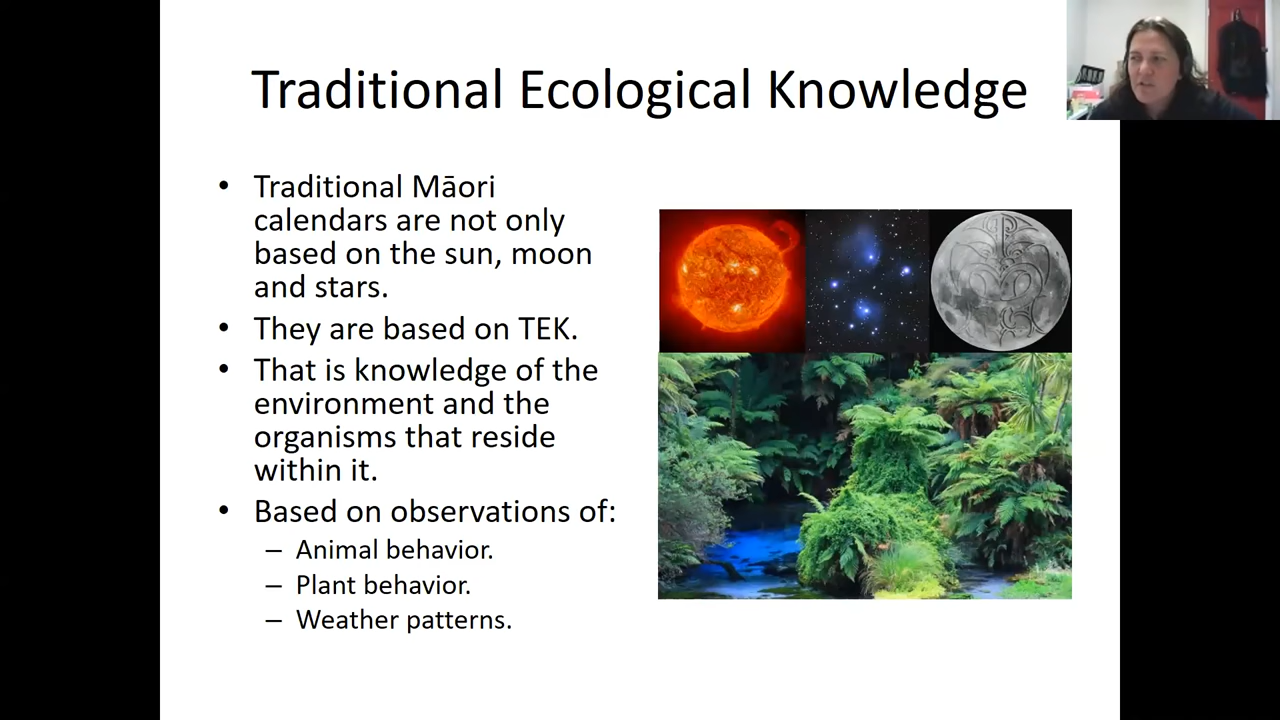 Traditional Ecological Knowledge
• Traditional Māori
calendars are not only
based on the sun, moon
and stars.
• They are based on TEK.
• That is knowledge of the
environment and the
organisms that reside
within it.
• Based on observations of:
– Animal behavior.
– Plant behavior.
– Weather patterns.